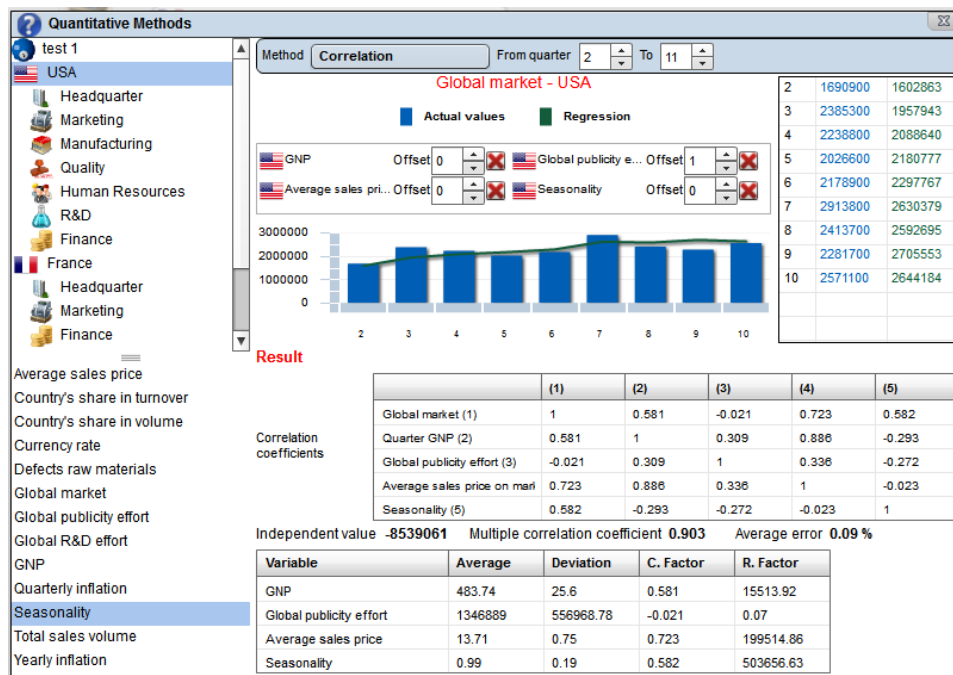 Quantitative Methods
test 1
USA
Headquarter
Marketing
Manufacturing
Quality
Human Resources
R&D
Finance
France
Headquarter
Marketing
Finance
Average sales price
Country's share in turnover
Country's share in volume
Currency rate
Defects raw materials
Global market
Global publicity effort
Global R&D effort
GNP
Quarterly inflation
Seasonality
Total sales volume
Yearly inflation
Method Correlation From quarter 2 To 11
Global market - USA
Actual values Regression
GNP Offset 0 Global publicity e... Offset 1
Average sales pri... Offset 0 Seasonality Offset 0
3000000
2000000
1000000
0
2 3 4 5 6 7 8 9 10
2 1690900 1602863
3 2385300 1957943
4 2238800 2088640
5 2026600 2180777
6 2178900 2297767
7 2913800 2630379
8 2413700 2592695
9 2281700 2705553
10 2571100 2644184
Result
Correlation
coefficients
(1) (2) (3) (4) (5)
Global market (1) 1 0.581 -0.021 0.723 0.582
Quarter GNP (2) 0.581 1 0.309 0.886 -0.293
Global publicity effort (3) -0.021 0.309 1 0.336 -0.272
Average sales price on mark 0.723 0.886 0.336 1 -0.023
Seasonality (5) 0.582 -0.293 -0.272 -0.023 1
Independent value -8539061 Multiple correlation coefficient 0.903 Average error 0.09 %
Variable Average Deviation C. Factor R. Factor
GNP 483.74 25.6 0.581 15513.92
Global publicity effort 1346889 556968.78 -0.021 0.07
Average sales price 13.71 0.75 0.723 199514.86
Seasonality 0.99 0.19 0.582 503656.63